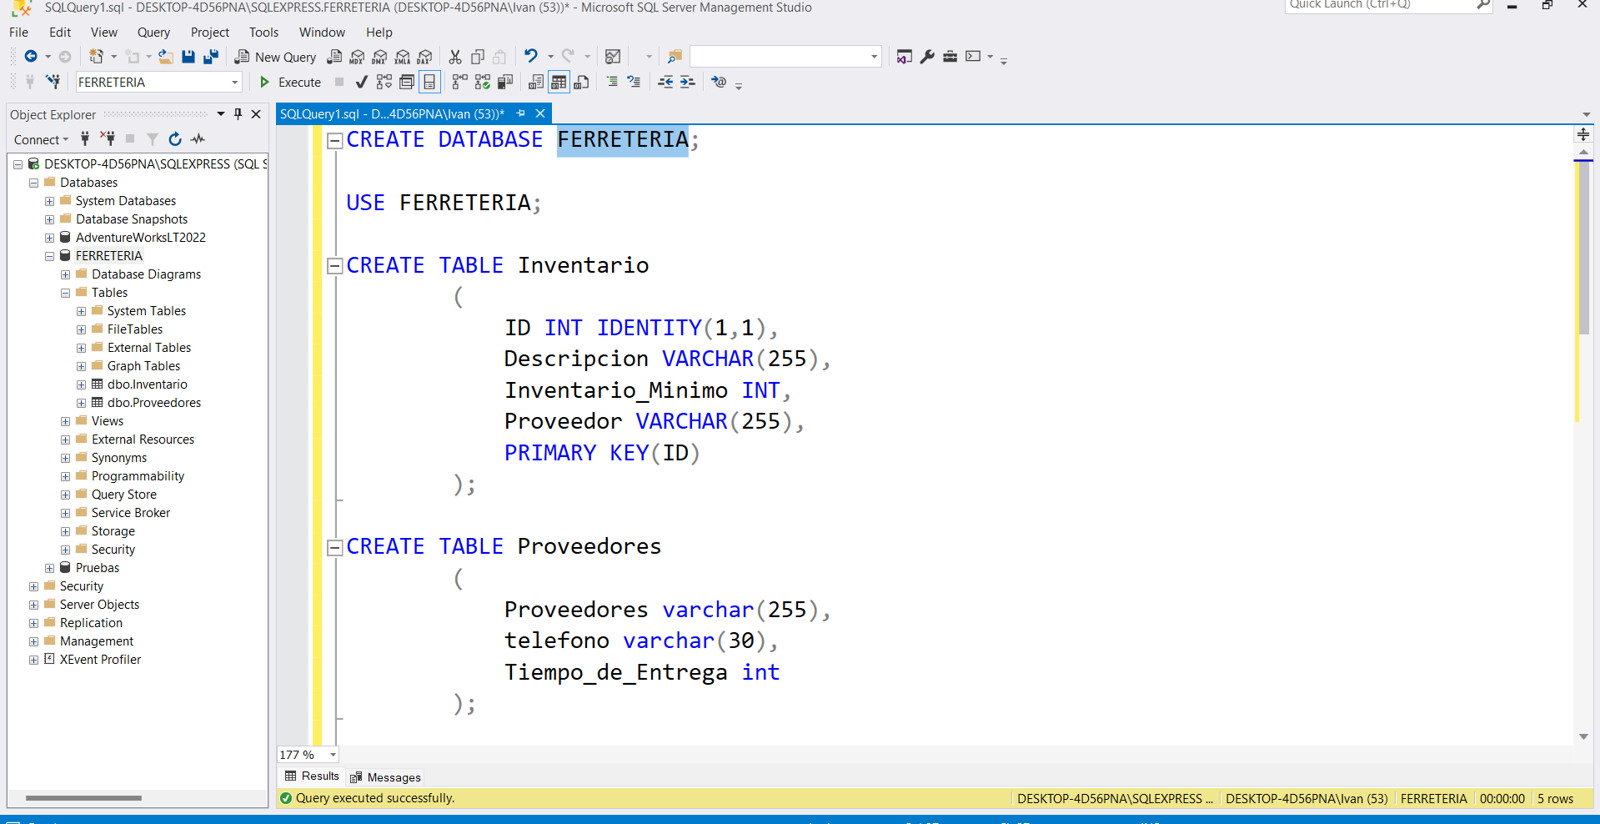 SQLQuery1.sql - DESKTOP-4D56PNA\SQLEXPRESS.FERRETERIA (DESKTOP-4D56PNA\Ivan (53))* - Microsoft SQL Server Management Studio
Quick Launch (Ctrl+Q)
File Edit View Query Project Tools Window Help
New Query MDX DMX XMLA DAX
FERRETERIA Execute
Object Explorer
Connect
DESKTOP-4D56PNA\SQLEXPRESS (SQL S
Databases
System Databases
Database Snapshots
AdventureWorksLT2022
FERRETERIA
Database Diagrams
Tables
System Tables
FileTables
External Tables
Graph Tables
dbo.Inventario
dbo.Proveedores
Views
External Resources
Synonyms
Programmability
Query Store
Service Broker
Storage
Security
Pruebas
Security
Server Objects
Replication
Management
XEvent Profiler
SQLQuery1.sql - D...4D56PNA\Ivan (53))*
CREATE DATABASE FERRETERIA;
USE FERRETERIA;
CREATE TABLE Inventario
(
ID INT IDENTITY(1,1),
Descripcion VARCHAR(255),
Inventario_Minimo INT,
Proveedor VARCHAR(255),
PRIMARY KEY(ID)
);
CREATE TABLE Proveedores
(
Proveedores varchar(255),
telefono varchar(30),
Tiempo_de_Entrega int
);
177 %
Results Messages
Query executed successfully.
DESKTOP-4D56PNA\SQLEXPRESS ... DESKTOP-4D56PNA\Ivan (53) FERRETERIA 00:00:00 5 rows